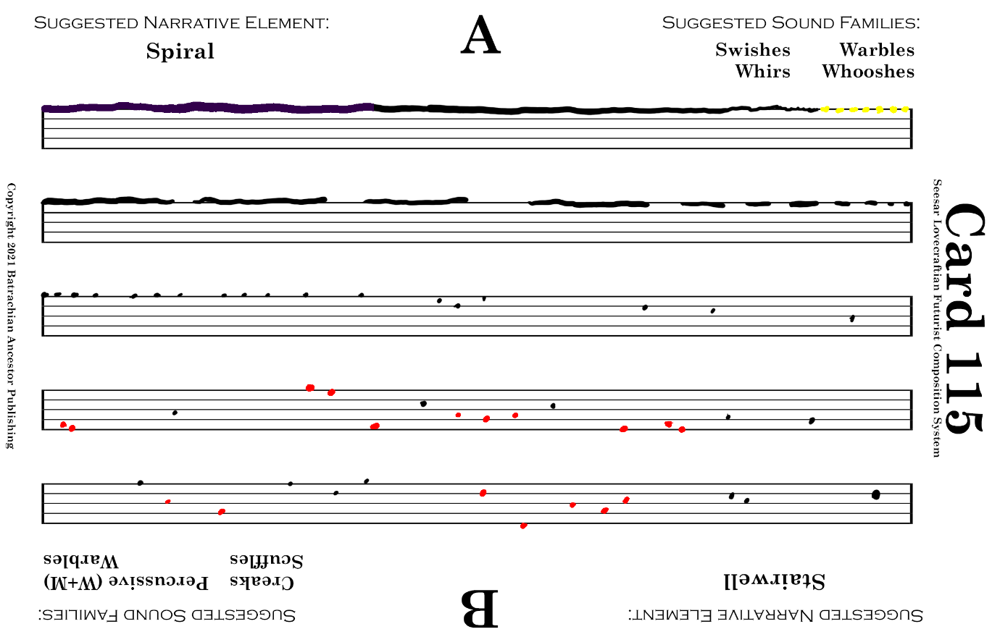 SUGGESTED NARRATIVE ELEMENT:
Spiral
A
SUGGESTED SOUND FAMILIES:
Swishes Warbles
Whirs Whooshes
Copyright 2021 Batrachian Ancestor Publishing
Seesar Lovecraftian Futurist Composition System
Card 115
B
SUGGESTED NARRATIVE ELEMENT:
Stairwell
SUGGESTED SOUND FAMILIES:
Creaks Percussive (W+M)
Scuffles Warbles